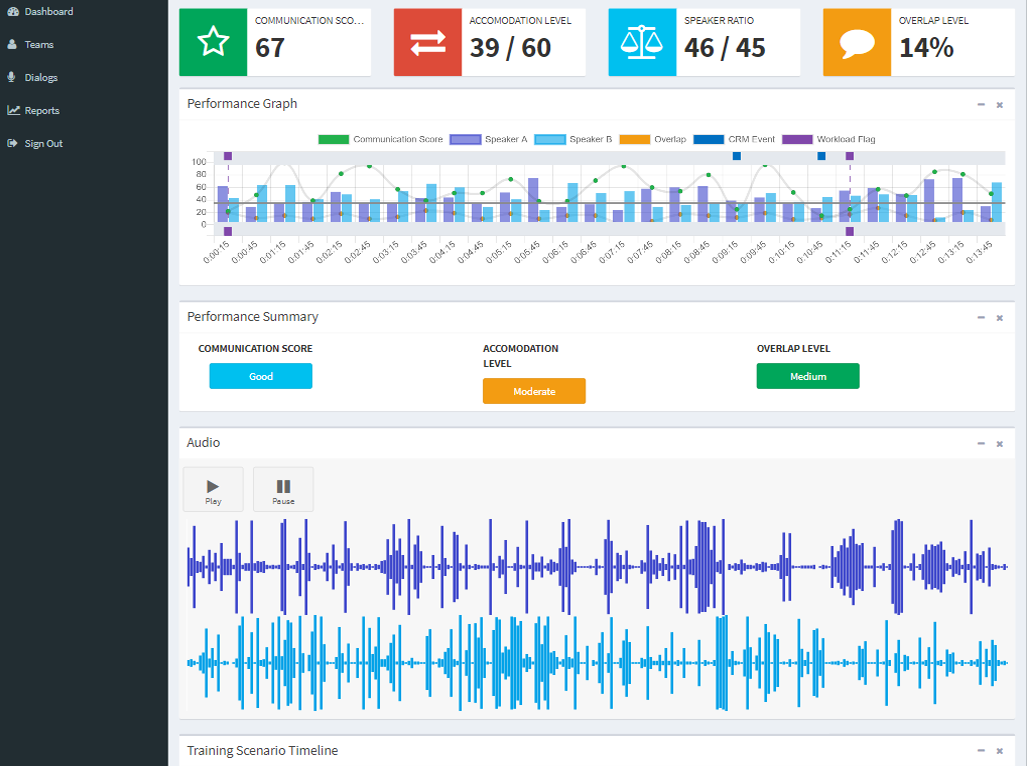 Dashboard
Teams
Dialogs
Reports
Sign Out
COMMUNICATION SCO...
67
ACCOMODATION LEVEL
39 / 60
SPEAKER RATIO
46 / 45
OVERLAP LEVEL
14%
Performance Graph
Communication Score
Speaker A
Speaker B
Overlap
CRM Event
Workload Flag
100
80
60
40
20
0
0:00:15
0:00:45
0:01:15
0:01:45
0:02:15
0:02:45
0:03:15
0:03:45
0:04:15
0:04:45
0:05:15
0:05:45
0:06:15
0:06:45
0:07:15
0:07:45
0:08:15
0:08:45
0:09:15
0:09:45
0:10:15
0:10:45
0:11:15
0:11:45
0:12:15
0:12:45
0:13:15
0:13:45
Performance Summary
COMMUNICATION SCORE
Good
ACCOMODATION
LEVEL
Moderate
OVERLAP LEVEL
Medium
Audio
Play
Pause
Training Scenario Timeline